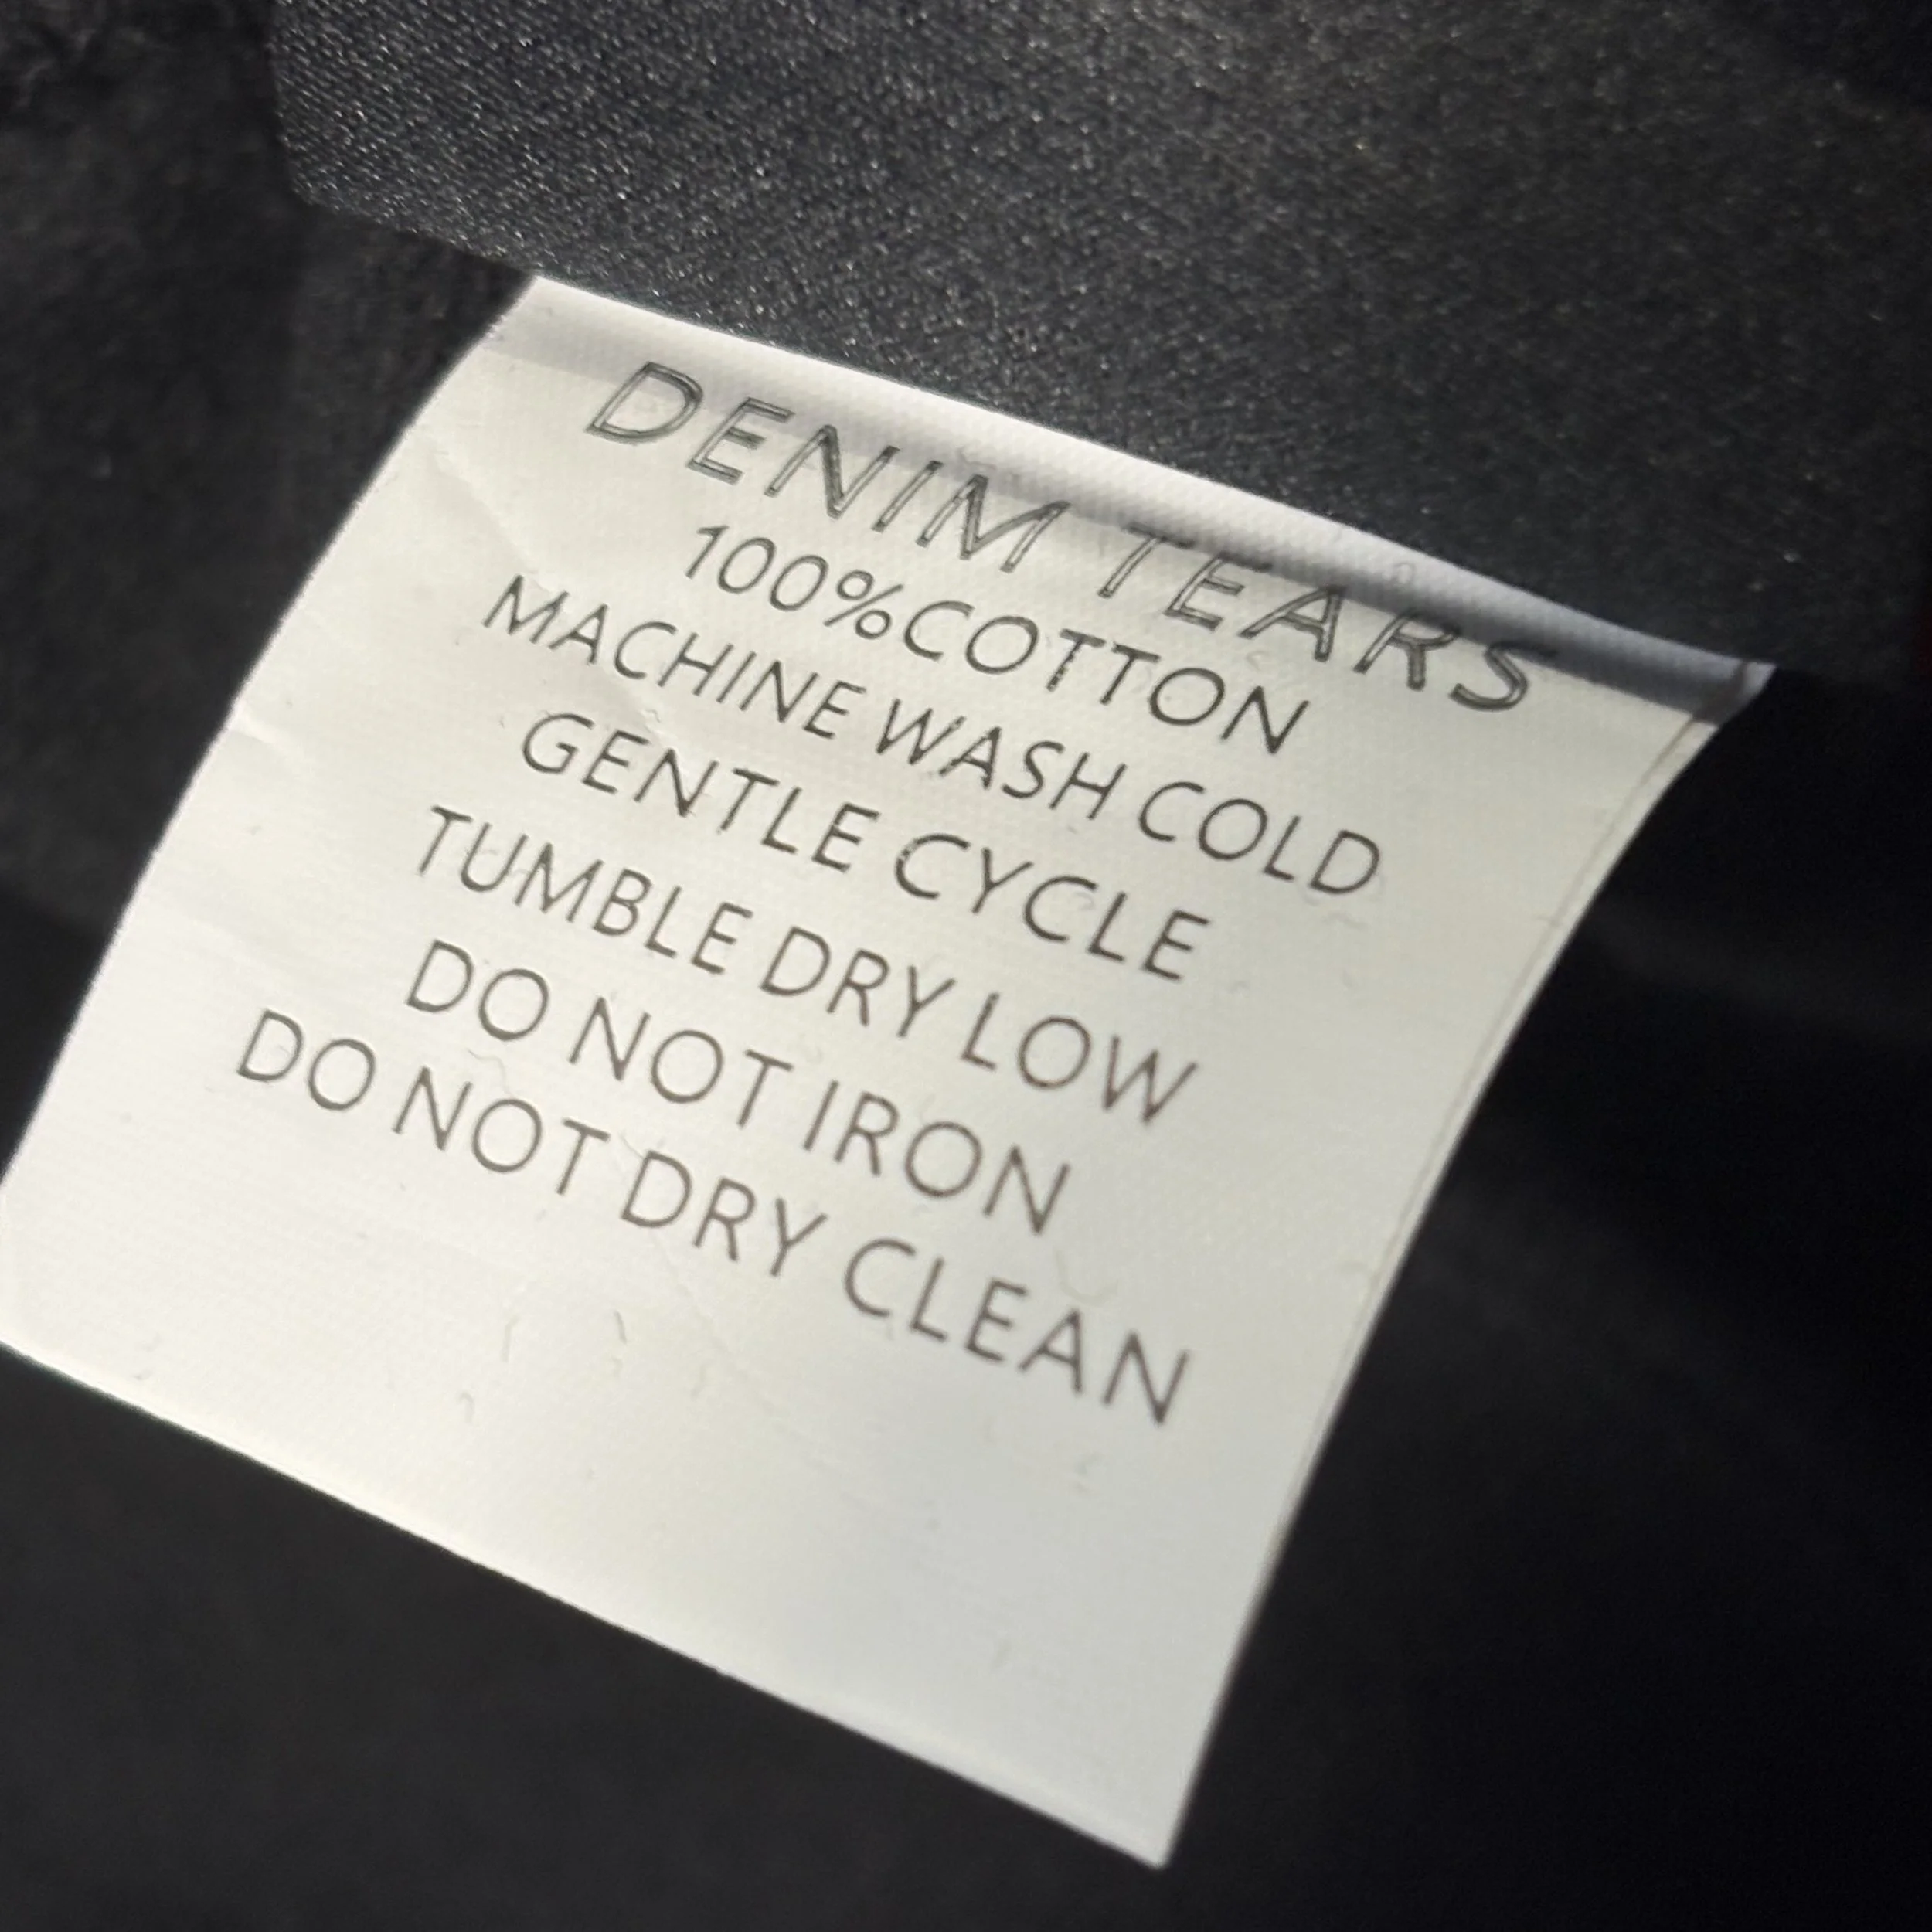 DENIM TEARS
100%COTTON
MACHINE WASH COLD
GENTLE CYCLE
TUMBLE DRY LOW
DO NOT IRON
DO NOT DRY CLEAN